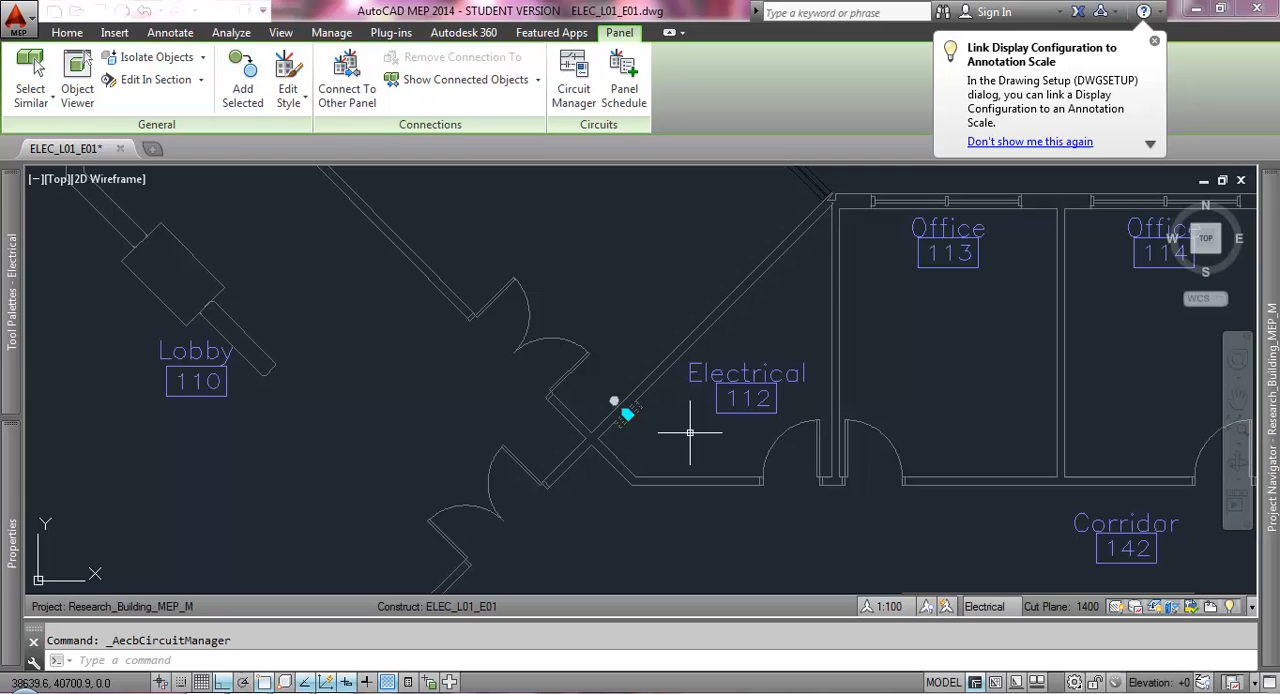 AutoCAD MEP 2014 - STUDENT VERSION ELEC_L01_E01.dwg
Type a keyword or phrase
Sign In
MEP
Home Insert Annotate Analyze View Manage Plug-ins Autodesk 360 Featured Apps Panel
Select Similar
Object Viewer
Isolate Objects
Edit In Section
Add Selected
Edit Style
Connect To Other Panel
Remove Connection To
Show Connected Objects
Circuit Manager
Panel Schedule
General
Connections
Circuits
Link Display Configuration to
Annotation Scale
In the Drawing Setup (DWGSETUP)
dialog, you can link a Display
Configuration to an Annotation
Scale.
Don't show me this again
ELEC_L01_E01*
[−][Top][2D Wireframe]
N
W TOP E
S
WCS
Office
113
Office
114
Lobby
110
Electrical
112
Corridor
142
Y
X
Tool Palettes - Electrical
Properties
Project Navigator - Research_Building_MEP_M
Project: Research_Building_MEP_M
Construct: ELEC_L01_E01
1:100
Electrical
Cut Plane: 1400
Command: _AecbCircuitManager
Type a command
38639.6, 40700.9, 0.0
MODEL
Elevation: +0